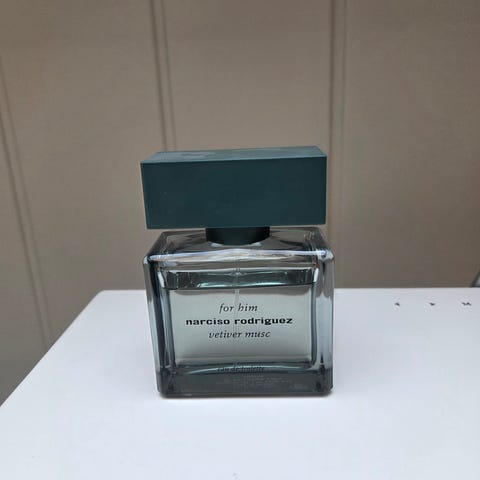 for him
narciso rodriguez
vetiver musc
eau de toilette